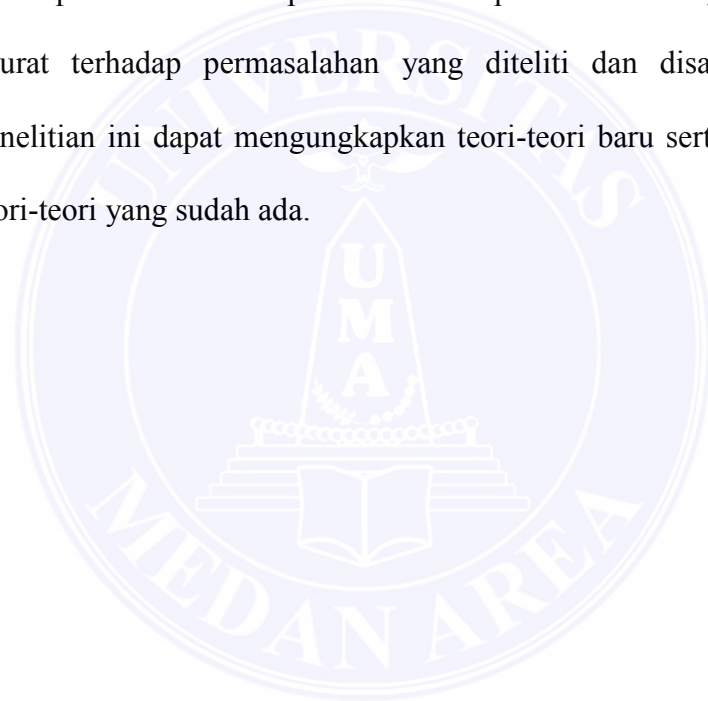 urat terhadap permasalahan yang diteliti dan disa
nelitian ini dapat mengungkapkan teori-teori baru sert
ori-teori yang sudah ada.
UNIVERSITAS
U
M
A
MEDAN AREA